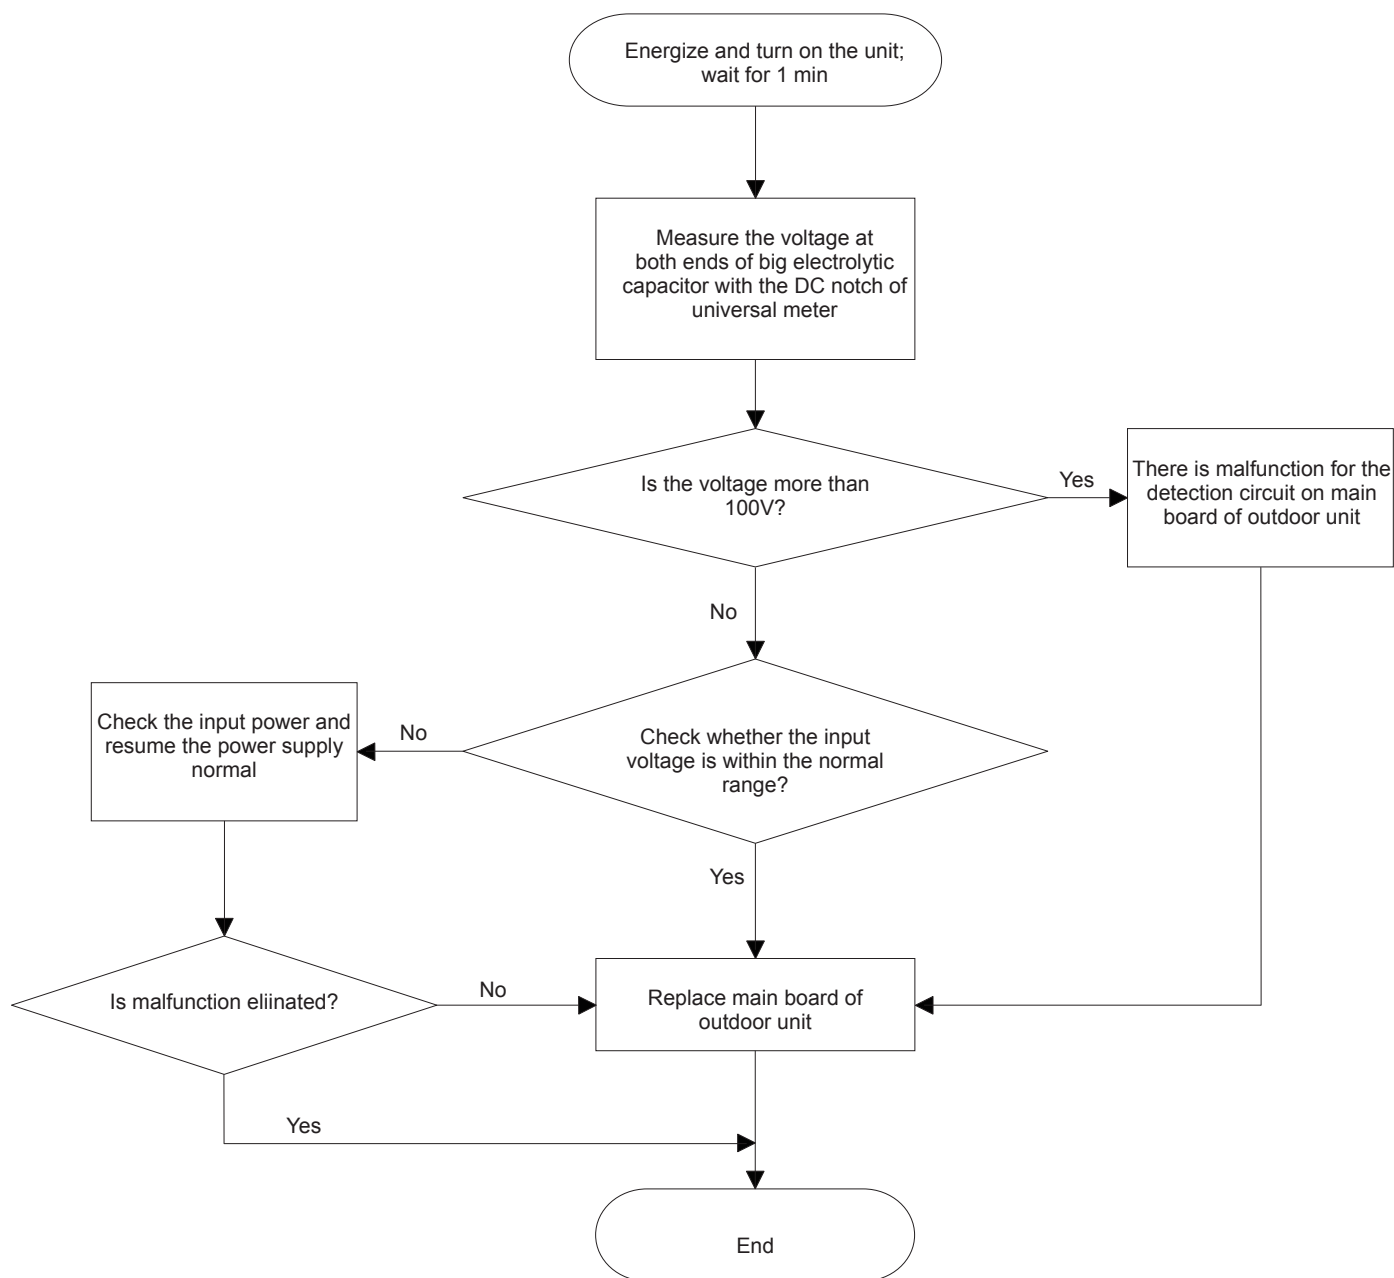 Energize and turn on the unit;
wait for 1 min
Measure the voltage at
both ends of big electrolytic
capacitor with the DC notch of
universal meter
Is the voltage more than
100V?
Yes
There is malfunction for the
detection circuit on main
board of outdoor unit
No
Check whether the input
voltage is within the normal
range?
No
Check the input power and
resume the power supply
normal
Yes
Is malfunction eliinated?
No
Replace main board of
outdoor unit
Yes
End